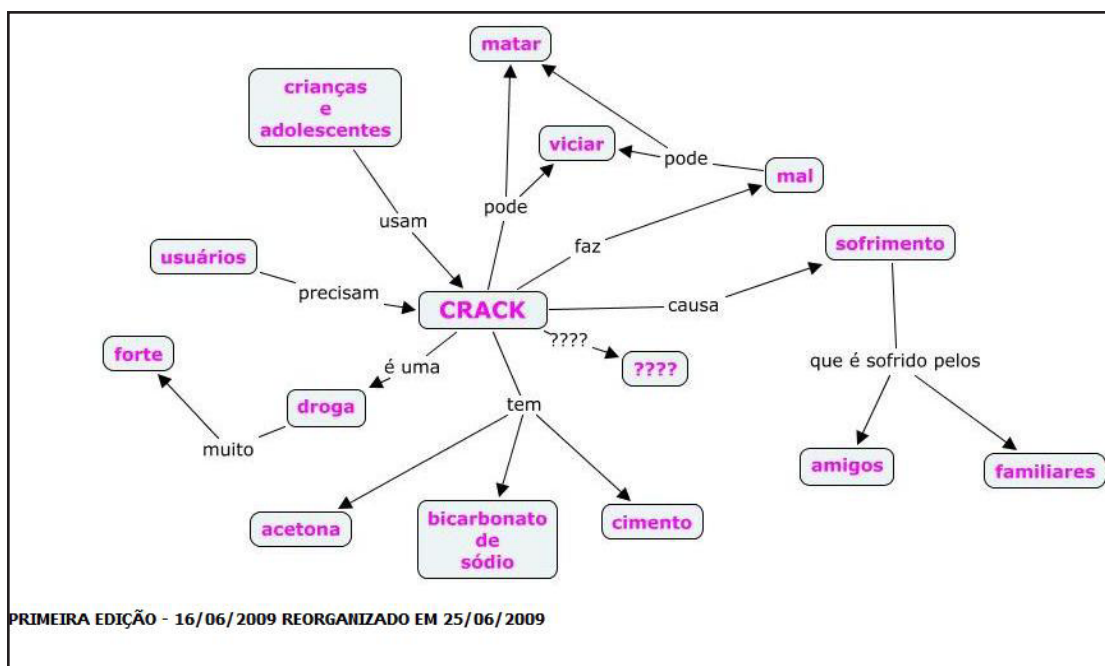 matar
crianças
e
adolescentes
viciar
pode
mal
pode
usam
sofrimento
faz
usuários
precisam
CRACK
causa
????
????
forte
é uma
que é sofrido pelos
droga
tem
muito
amigos
familiares
acetona
bicarbonato
de
sódio
cimento
PRIMEIRA EDIÇÃO - 16/06/2009 REORGANIZADO EM 25/06/2009